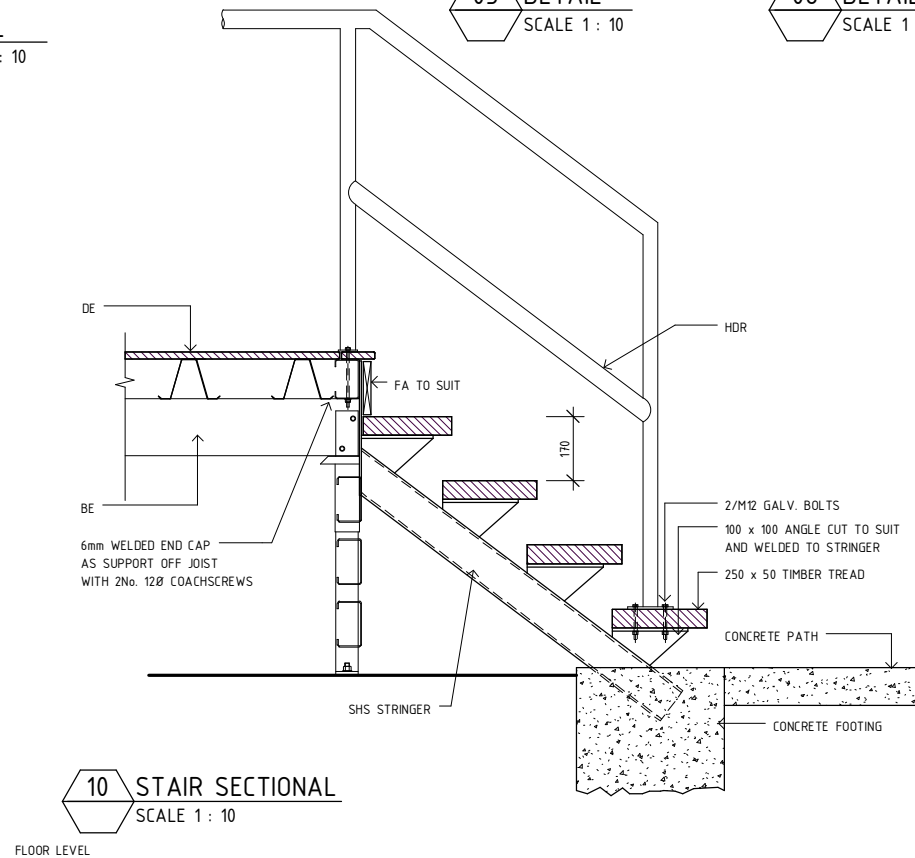 DETAIL
SCALE 1 : 10
SCALE 1
: 10
DE
HDR
FA TO SUIT
170
BE
2/M12 GALV. BOLTS
6mm WELDED END CAP
AS SUPPORT OFF JOIST
WITH 2No. 12Ø COACHSCREWS
100 x 100 ANGLE CUT TO SUIT
AND WELDED TO STRINGER
250 x 50 TIMBER TREAD
CONCRETE PATH
SHS STRINGER
CONCRETE FOOTING
10 STAIR SECTIONAL
SCALE 1 : 10
FLOOR LEVEL